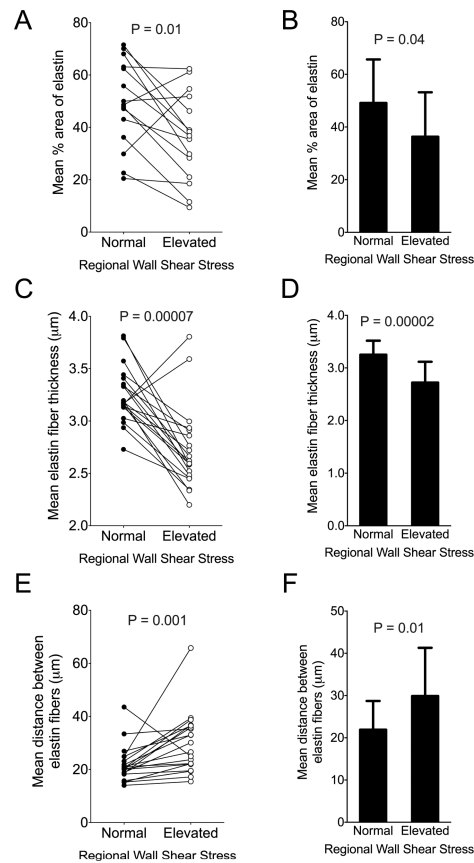 A
P = 0.01
Mean % area of elastin
80
60
40
20
0
Normal Elevated
Regional Wall Shear Stress
B
P = 0.04
Mean % area of elastin
80
60
40
20
0
Normal Elevated
Regional Wall Shear Stress
C
P = 0.00007
Mean elastin fiber thickness (μm)
4.0
3.5
3.0
2.5
2.0
Normal Elevated
Regional Wall Shear Stress
D
P = 0.00002
Mean elastin fiber thickness (μm)
4.0
3.0
2.0
1.0
0.0
Normal Elevated
Regional Wall Shear Stress
E
P = 0.001
Mean distance between
elastin fibers (μm)
80
60
40
20
0
Normal Elevated
Regional Wall Shear Stress
F
P = 0.01
Mean distance between
elastin fibers (μm)
50
40
30
20
10
0
Normal Elevated
Regional Wall Shear Stress